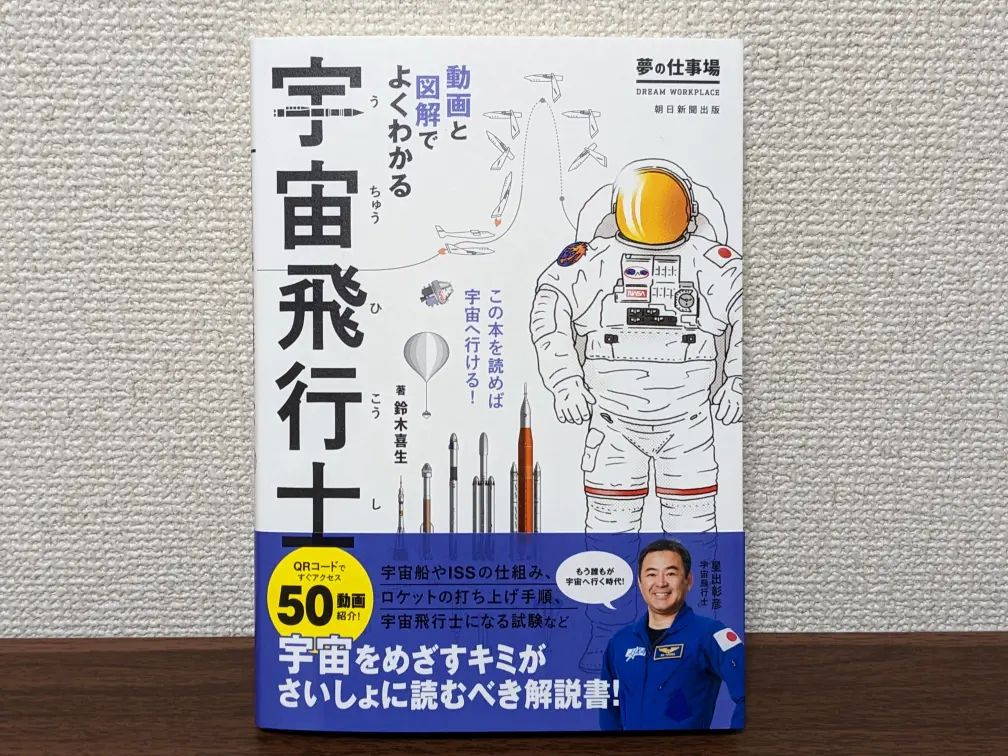 動画と
図解で
よくわかる
宇宙飛行士
う
ちゅう
ひ
こう
し
夢の仕事場
DREAM WORKPLACE
朝日新聞出版
この本を読めば
宇宙へ行ける!
著 鈴木喜生
NASA
QRコードで
すぐアクセス
50動画
紹介!
宇宙船やISSの仕組み、
ロケットの打ち上げ手順、
宇宙飛行士になる試験など
もう誰もが
宇宙へ行く時代!
星出彰彦
宇宙飛行士
宇宙をめざすキミが
さいしょに読むべき解説書!